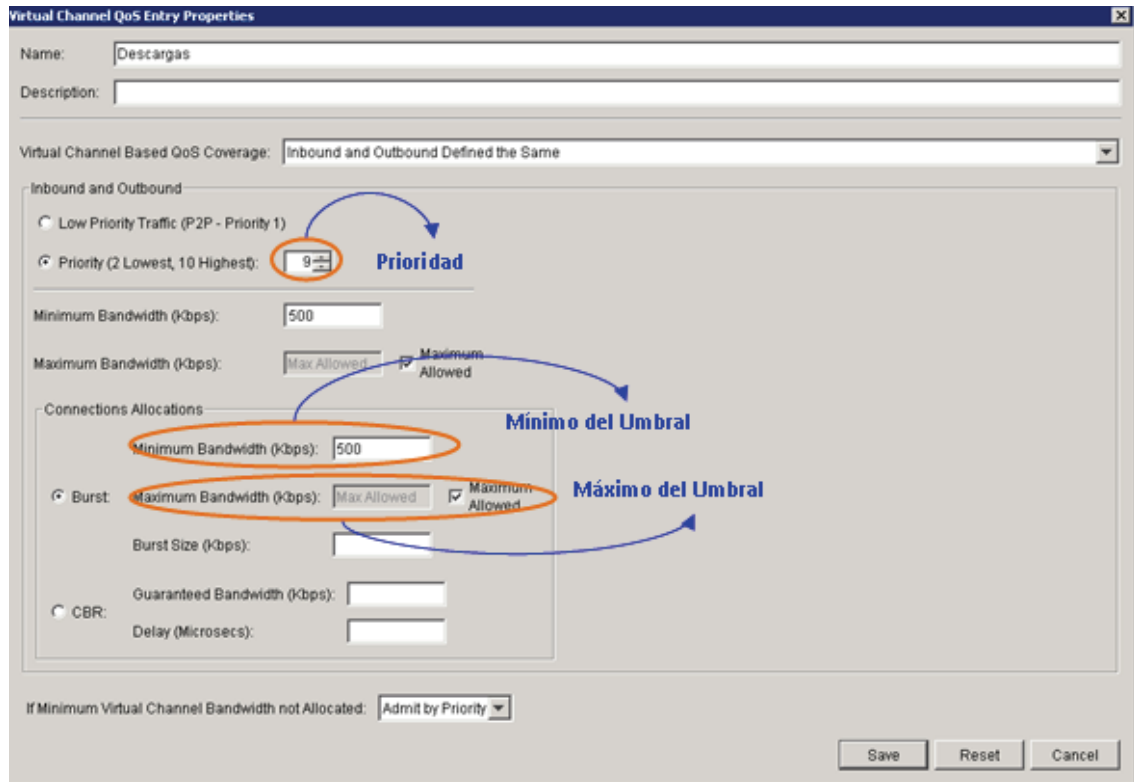 Virtual Channel QoS Entry Properties
Name: Descargas
Description:
Virtual Channel Based QoS Coverage: Inbound and Outbound Defined the Same
Inbound and Outbound
Low Priority Traffic (P2P - Priority 1)
Priority (2 Lowest, 10 Highest): 9 Prioridad
Minimum Bandwidth (Kbps): 500
Maximum Bandwidth (Kbps): Max Allowed Maximum Allowed
Connections Allocations
Mínimo del Umbral
Minimum Bandwidth (Kbps): 500
Burst: Maximum Bandwidth (Kbps): Max Allowed Maximum Allowed
Máximo del Umbral
Burst Size (Kbps):
Guaranteed Bandwidth (Kbps):
CBR:
Delay (Microsecs):
If Minimum Virtual Channel Bandwidth not Allocated: Admit by Priority
Save Reset Cancel